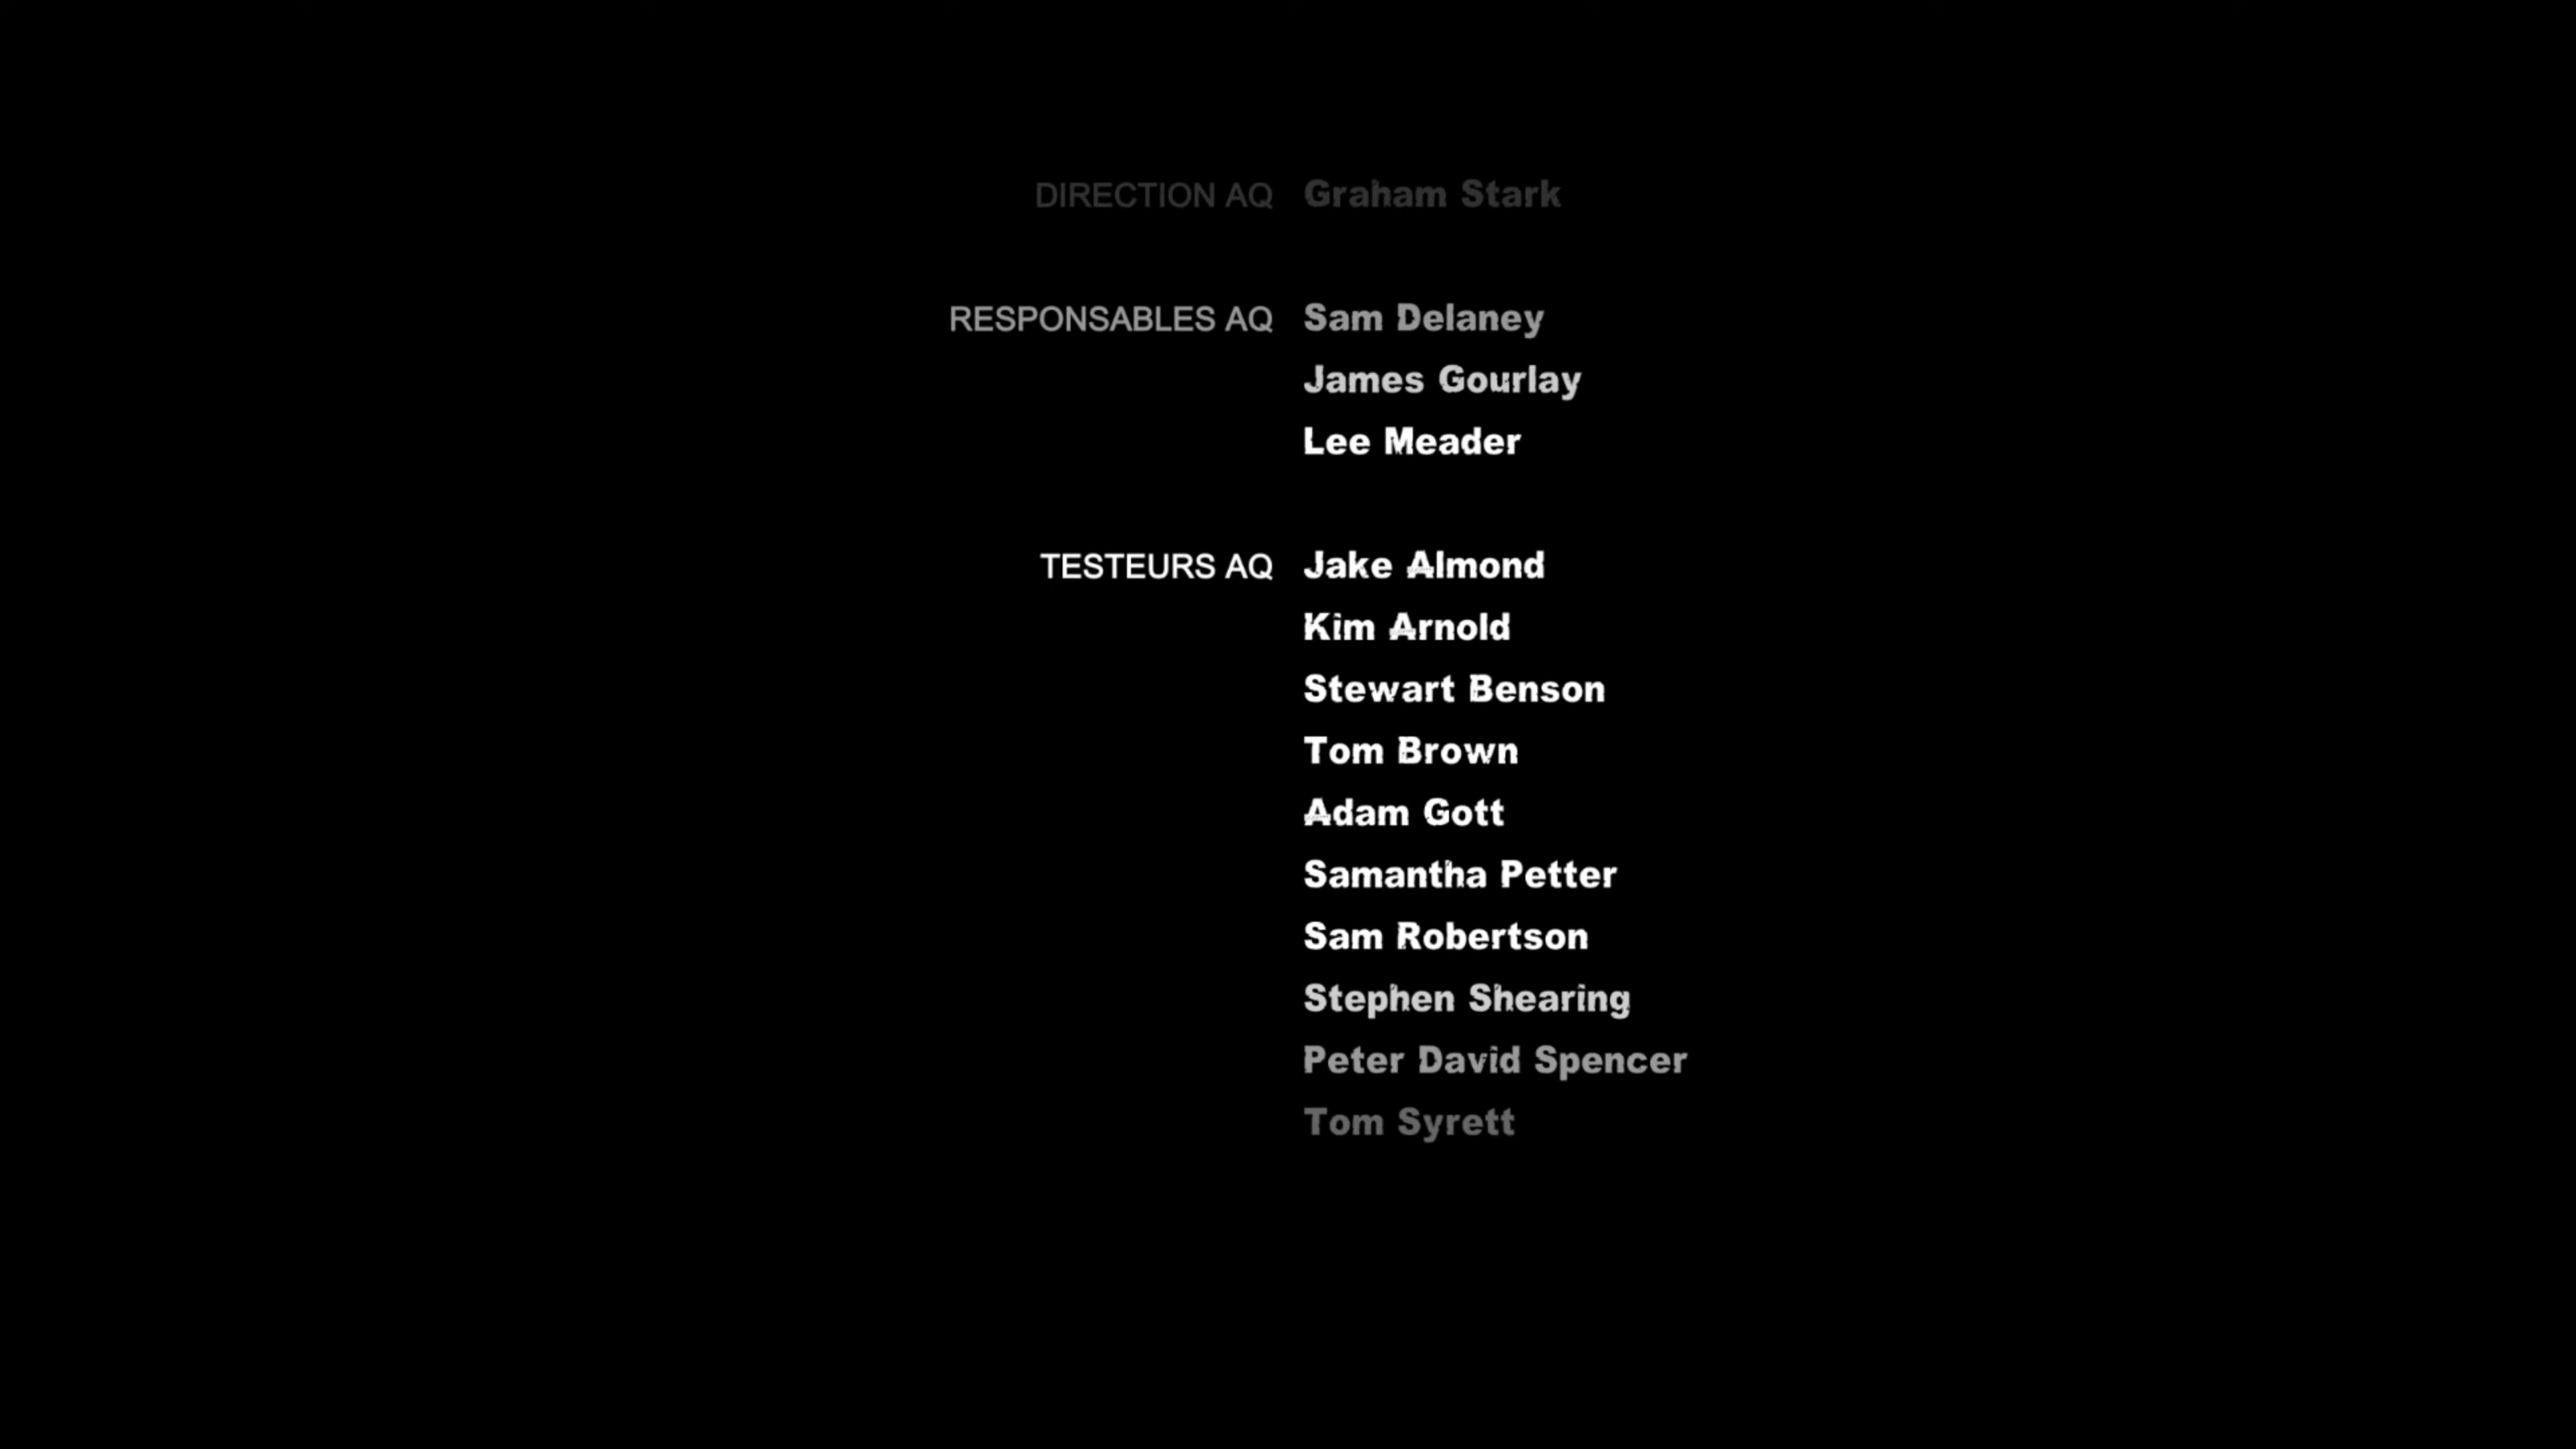 DIRECTION AQ Graham Stark
RESPONSABLES AQ Sam Delaney
James Gourlay
Lee Meader
TESTEURS AQ Jake Almond
Kim Arnold
Stewart Benson
Tom Brown
Adam Gott
Samantha Petter
Sam Robertson
Stephen Shearing
Peter David Spencer
Tom Syrett